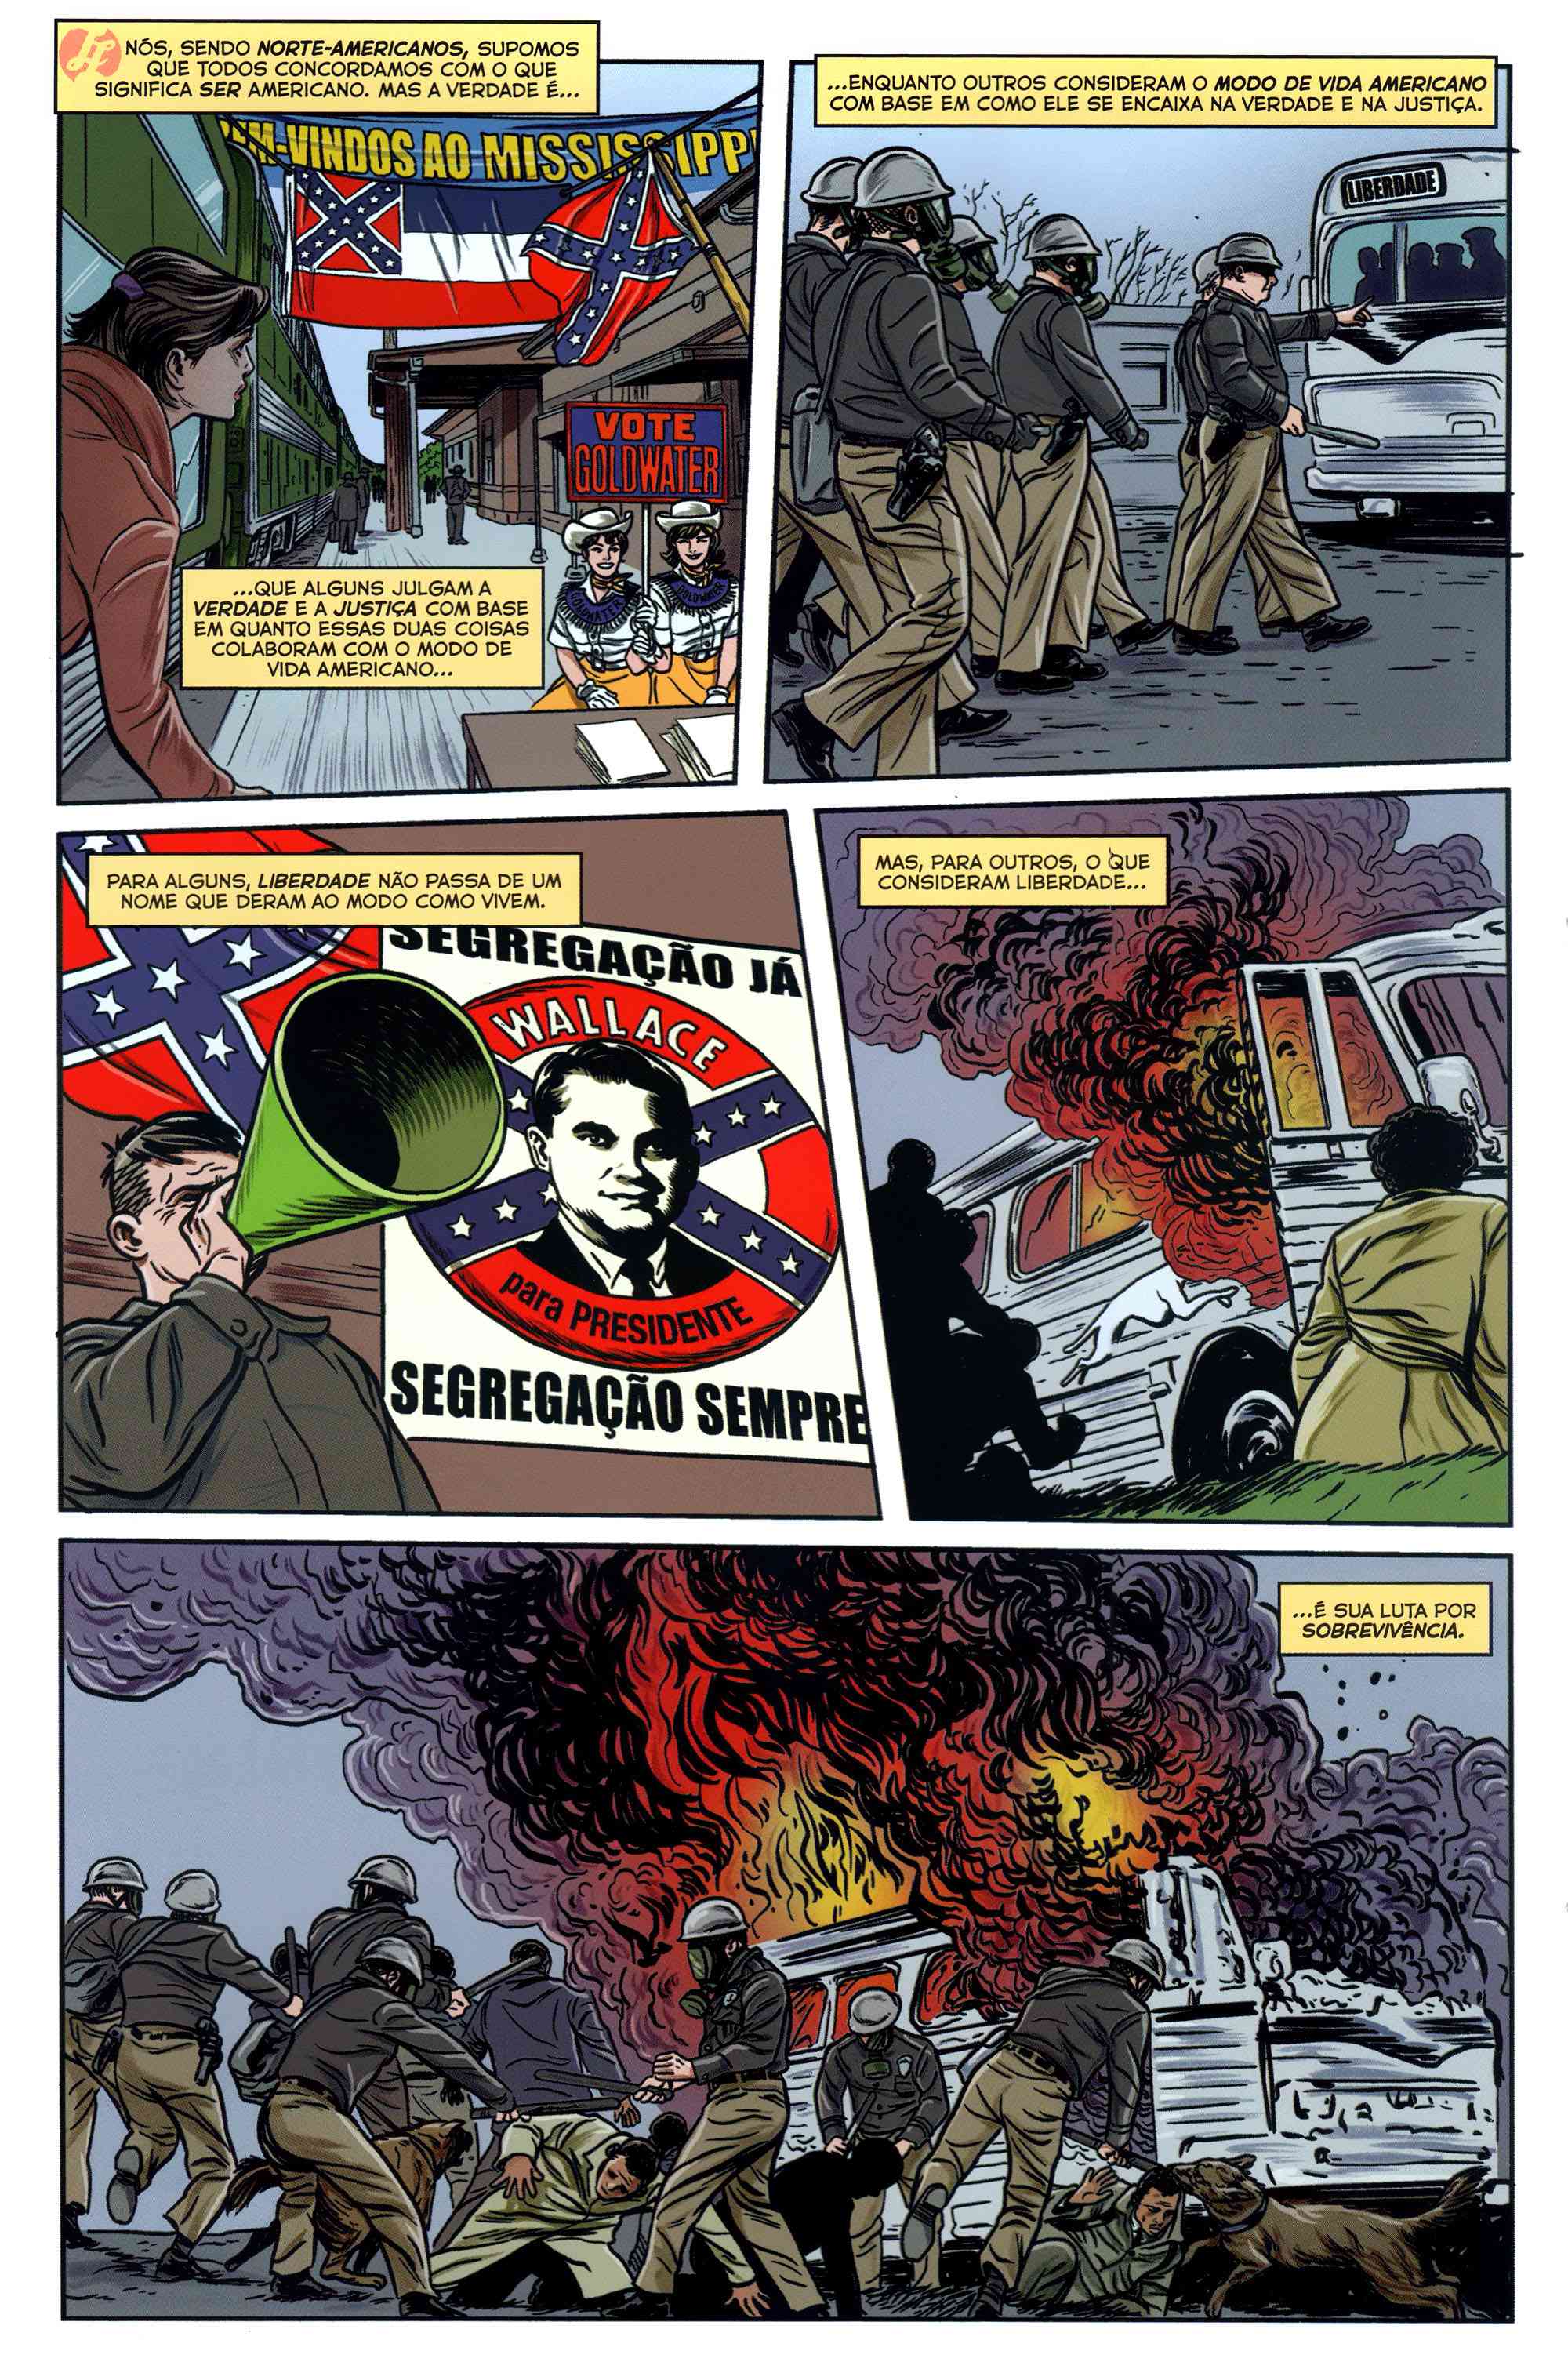 NÓS, SENDO NORTE-AMERICANOS, SUPOMOS
QUE TODOS CONCORDAMOS COM O QUE
SIGNIFICA SER AMERICANO. MAS A VERDADE É...
EM-VINDOS AO MISSISSIPPI
VOTE
GOLDWATER
GOLDWATER
GOLDWATER
...QUE ALGUNS JULGAM A
VERDADE E A JUSTIÇA COM BASE
EM QUANTO ESSAS DUAS COISAS
COLABORAM COM O MODO DE
VIDA AMERICANO...
...ENQUANTO OUTROS CONSIDERAM O MODO DE VIDA AMERICANO
COM BASE EM COMO ELE SE ENCAIXA NA VERDADE E NA JUSTIÇA.
LIBERDADE
PARA ALGUNS, LIBERDADE NÃO PASSA DE UM
NOME QUE DERAM AO MODO COMO VIVEM.
SEGREGAÇÃO JÁ
WALLACE
para PRESIDENTE
SEGREGAÇÃO SEMPRE
MAS, PARA OUTROS, O QUE
CONSIDERAM LIBERDADE...
...É SUA LUTA POR
SOBREVIVÊNCIA.